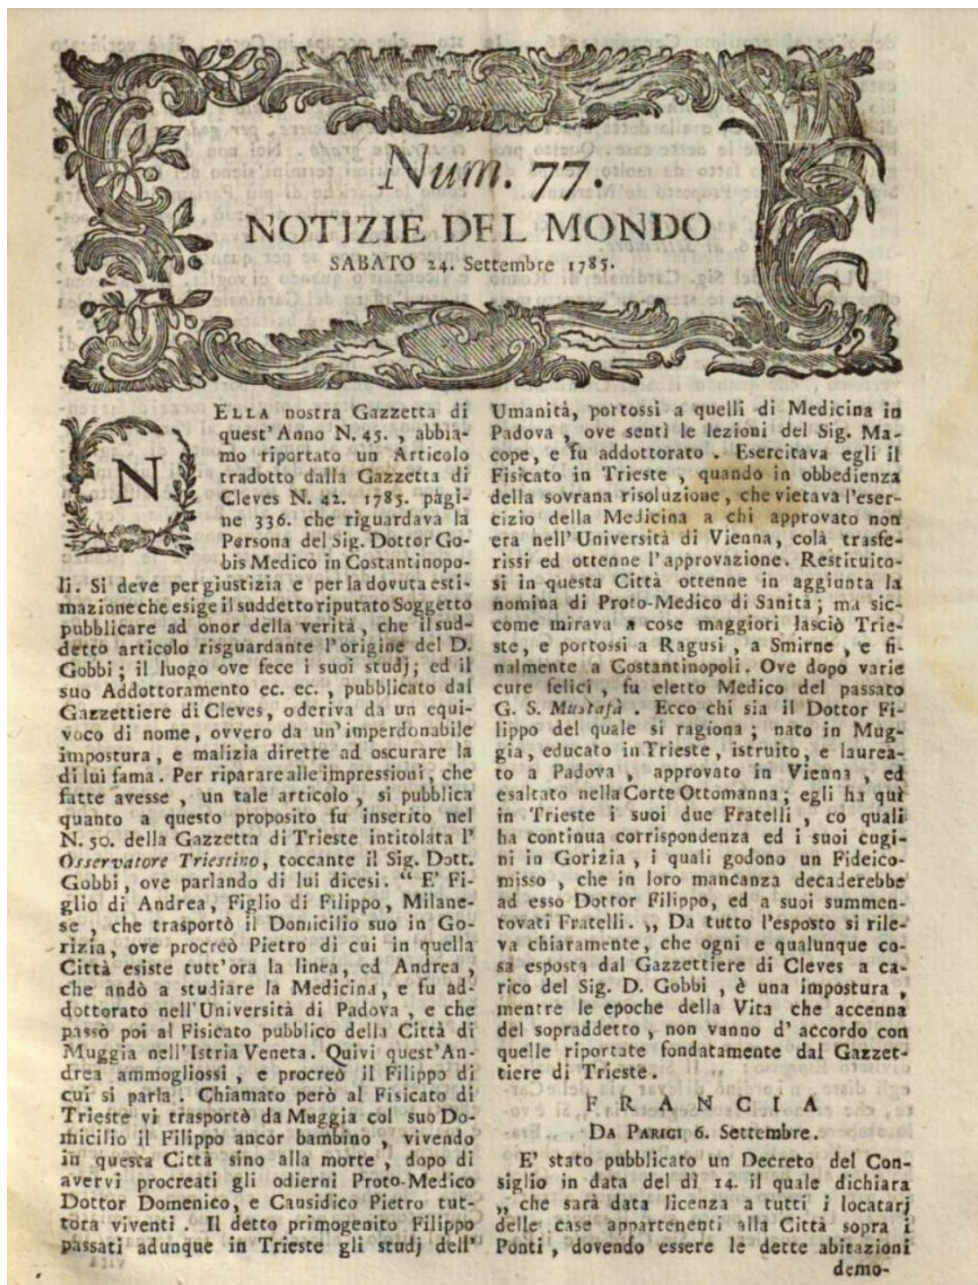 Num. 77.
NOTIZIE DEL MONDO
SABATO 24. Settembre 1785.
NELLA nostra Gazzetta di
quest'Anno N. 45. , abbia-
mo riportato un Articolo
tradotto dalla Gazzetta di
Cleves N. 42. 1785. pagi-
ne 336. che riguardava la
Persona del Sig. Dottor Go-
bis Medico in Costantinopo-
li. Si deve per giustizia e per la dovuta esti-
mazione che esige il suddetto riputato Soggetto
pubblicare ad onor della verità, che il sud-
detto articolo risguardante l'origine del D.
Gobbi; il luogo ove fece i suoi studj; ed il
suo Addottoramento ec. ec. , pubblicato dal
Gazzettiere di Cleves, o deriva da un equi-
voco di nome, ovvero da un'imperdonabile
impostura, e malizia dirette ad oscurare la
di lui fama. Per riparare alle impressioni, che
fatte avesse , un tale articolo , si pubblica
quanto a questo proposito fu inserito nel
N. 50. della Gazzetta di Trieste intitolata l'
Osservatore Triestino, toccante il Sig. Dott.
Gobbi, ove parlando di lui dicesi. “ E' Fi-
glio di Andrea, Figlio di Filippo, Milane-
se , che trasportò il Domicilio suo in Go-
rizia, ove procreò Pietro di cui in quella
Città esiste tutt'ora la linea, ed Andrea ,
che andò a studiare la Medicina, e fu ad-
dottorato nell'Università di Padova , e che
passò poi al Fisicato pubblico della Città di
Muggia nell'Istria Veneta. Quivi quest'An-
drea ammogliossi , e procreò il Filippo di
cui si parla . Chiamato però al Fisicato di
Trieste vi trasportò da Muggia col suo Do-
micilio il Filippo ancor bambino , vivendo
in questa Città sino alla morte , dopo di
avervi procreati gli odierni Proto-Medico
Dottor Domenico, e Causidico Pietro tut-
tora viventi . Il detto primogenito Filippo
passati adunque in Trieste gli studj dell'
Umanità, portossi a quelli di Medicina in
Padova , ove sentì le lezioni del Sig. Ma-
cope, e fu addottorato . Esercitava egli il
Fisicato in Trieste , quando in obbedienza
della sovrana risoluzione, che vietava l'eser-
cizio della Medicina a chi approvato non
era nell'Università di Vienna, colà trasfe-
rissi ed ottenne l'approvazione. Restituito-
si in questa Città ottenne in aggiunta la
nomina di Proto-Medico di Sanità; ma sic-
come mirava a cose maggiori lasciò Trie-
ste, e portossi a Ragusi , a Smirne , e fi-
nalmente a Costantinopoli. Ove dopo varie
cure felici , fu eletto Medico del passato
G. S. Mustafà . Ecco chi sia il Dottor Fi-
lippo del quale si ragiona ; nato in Mug-
gia, educato in Trieste, istruito, e laurea-
to a Padova , approvato in Vienna , ed
esaltato nella Corte Ottomanna; egli ha quì
in Trieste i suoi due Fratelli , co quali
ha continua corrispondenza ed i suoi cugi-
ni in Gorizia , i quali godono un Fideico-
misso , che in loro mancanza decaderebbe
ad esso Dottor Filippo, ed a suoi summen-
tovati Fratelli. „ Da tutto l'esposto si rile-
va chiaramente, che ogni e qualunque co-
sa esposta dal Gazzettiere di Cleves a ca-
rico del Sig. D. Gobbi , è una impostura ,
mentre le epoche della Vita che accenna
del sopraddetto , non vanno d' accordo con
quelle riportate fondatamente dal Gazzet-
tiere di Trieste.
FRANCIA
DA PARIGI 6. Settembre.
E' stato pubblicato un Decreto del Con-
siglio in data del dì 14. il quale dichiara
„ che sarà data licenza a tutti i locatarj
delle case appartenenti alla Città sopra i
Ponti , dovendo essere le dette abitazioni
demo-